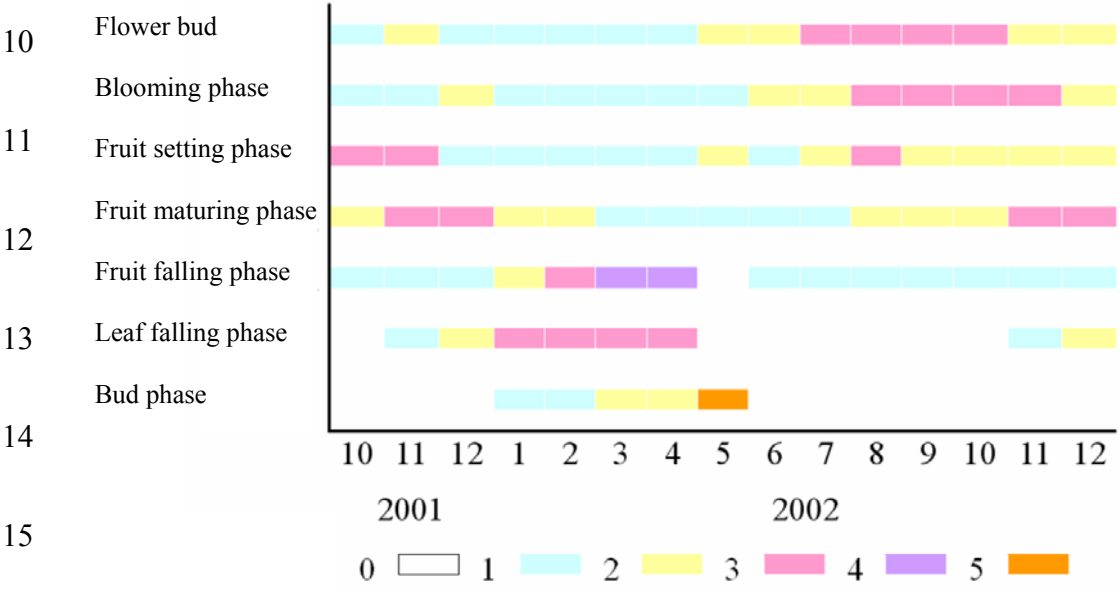 10 Flower bud
Blooming phase
11 Fruit setting phase
Fruit maturing phase
12
Fruit falling phase
13 Leaf falling phase
Bud phase
14
10 11 12 1 2 3 4 5 6 7 8 9 10 11 12
2001 2002
15
0 1 2 3 4 5